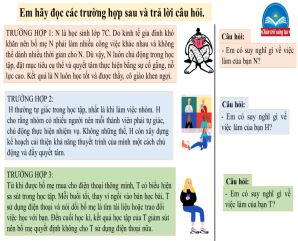 Em hãy đọc các trường hợp sau và trả lời câu hỏi.
TRƯỜNG HỢP 1: N là học sinh lớp 7C. Do kinh tế gia đình khó
khăn nên bố mẹ N phải làm nhiều công việc khác nhau và không
thể dành nhiều thời gian cho N. Dù vậy, N luôn chủ động trong học
tập, đặt mục tiêu cụ thể và quyết tâm thực hiện bằng sự cố gắng, nỗ
lực cao. Kết quả là N luôn học tốt và được thầy, cô giáo khen ngợi.
TRƯỜNG HỢP 2:
H thường tự giác trong học tập, nhất là khi làm việc nhóm. H
cho rằng nhóm có nhiều người nên mỗi thành viên phải tự giác,
chủ động thực hiện nhiệm vụ. Không những thế, H còn xây dựng
kế hoạch cải thiện khả năng thuyết trình của mình một cách chủ
động và đầy quyết tâm.
TRƯỜNG HỢP 3:
Từ khi được bố mẹ mua cho điện thoại thông minh, T có biểu hiện
sa sút trong học tập. Mỗi buổi tối, thay vì ngồi vào bàn học bài, T
sử dụng điện thoại và nói dối bố mẹ là tìm tài liệu hoặc trao đổi
việc học với bạn. Đến cuối học kì, kết quả học tập của T giảm sút
nên bố mẹ quyết định không cho T sử dụng điện thoại nữa.
Chân trời sáng tạo
Câu hỏi:
- Em có suy nghĩ gì về
việc làm của bạn N?
Câu hỏi:
- Em có suy nghĩ gì về
việc làm của bạn H?
Câu hỏi:
- Em có suy nghĩ gì về
việc làm của bạn T?